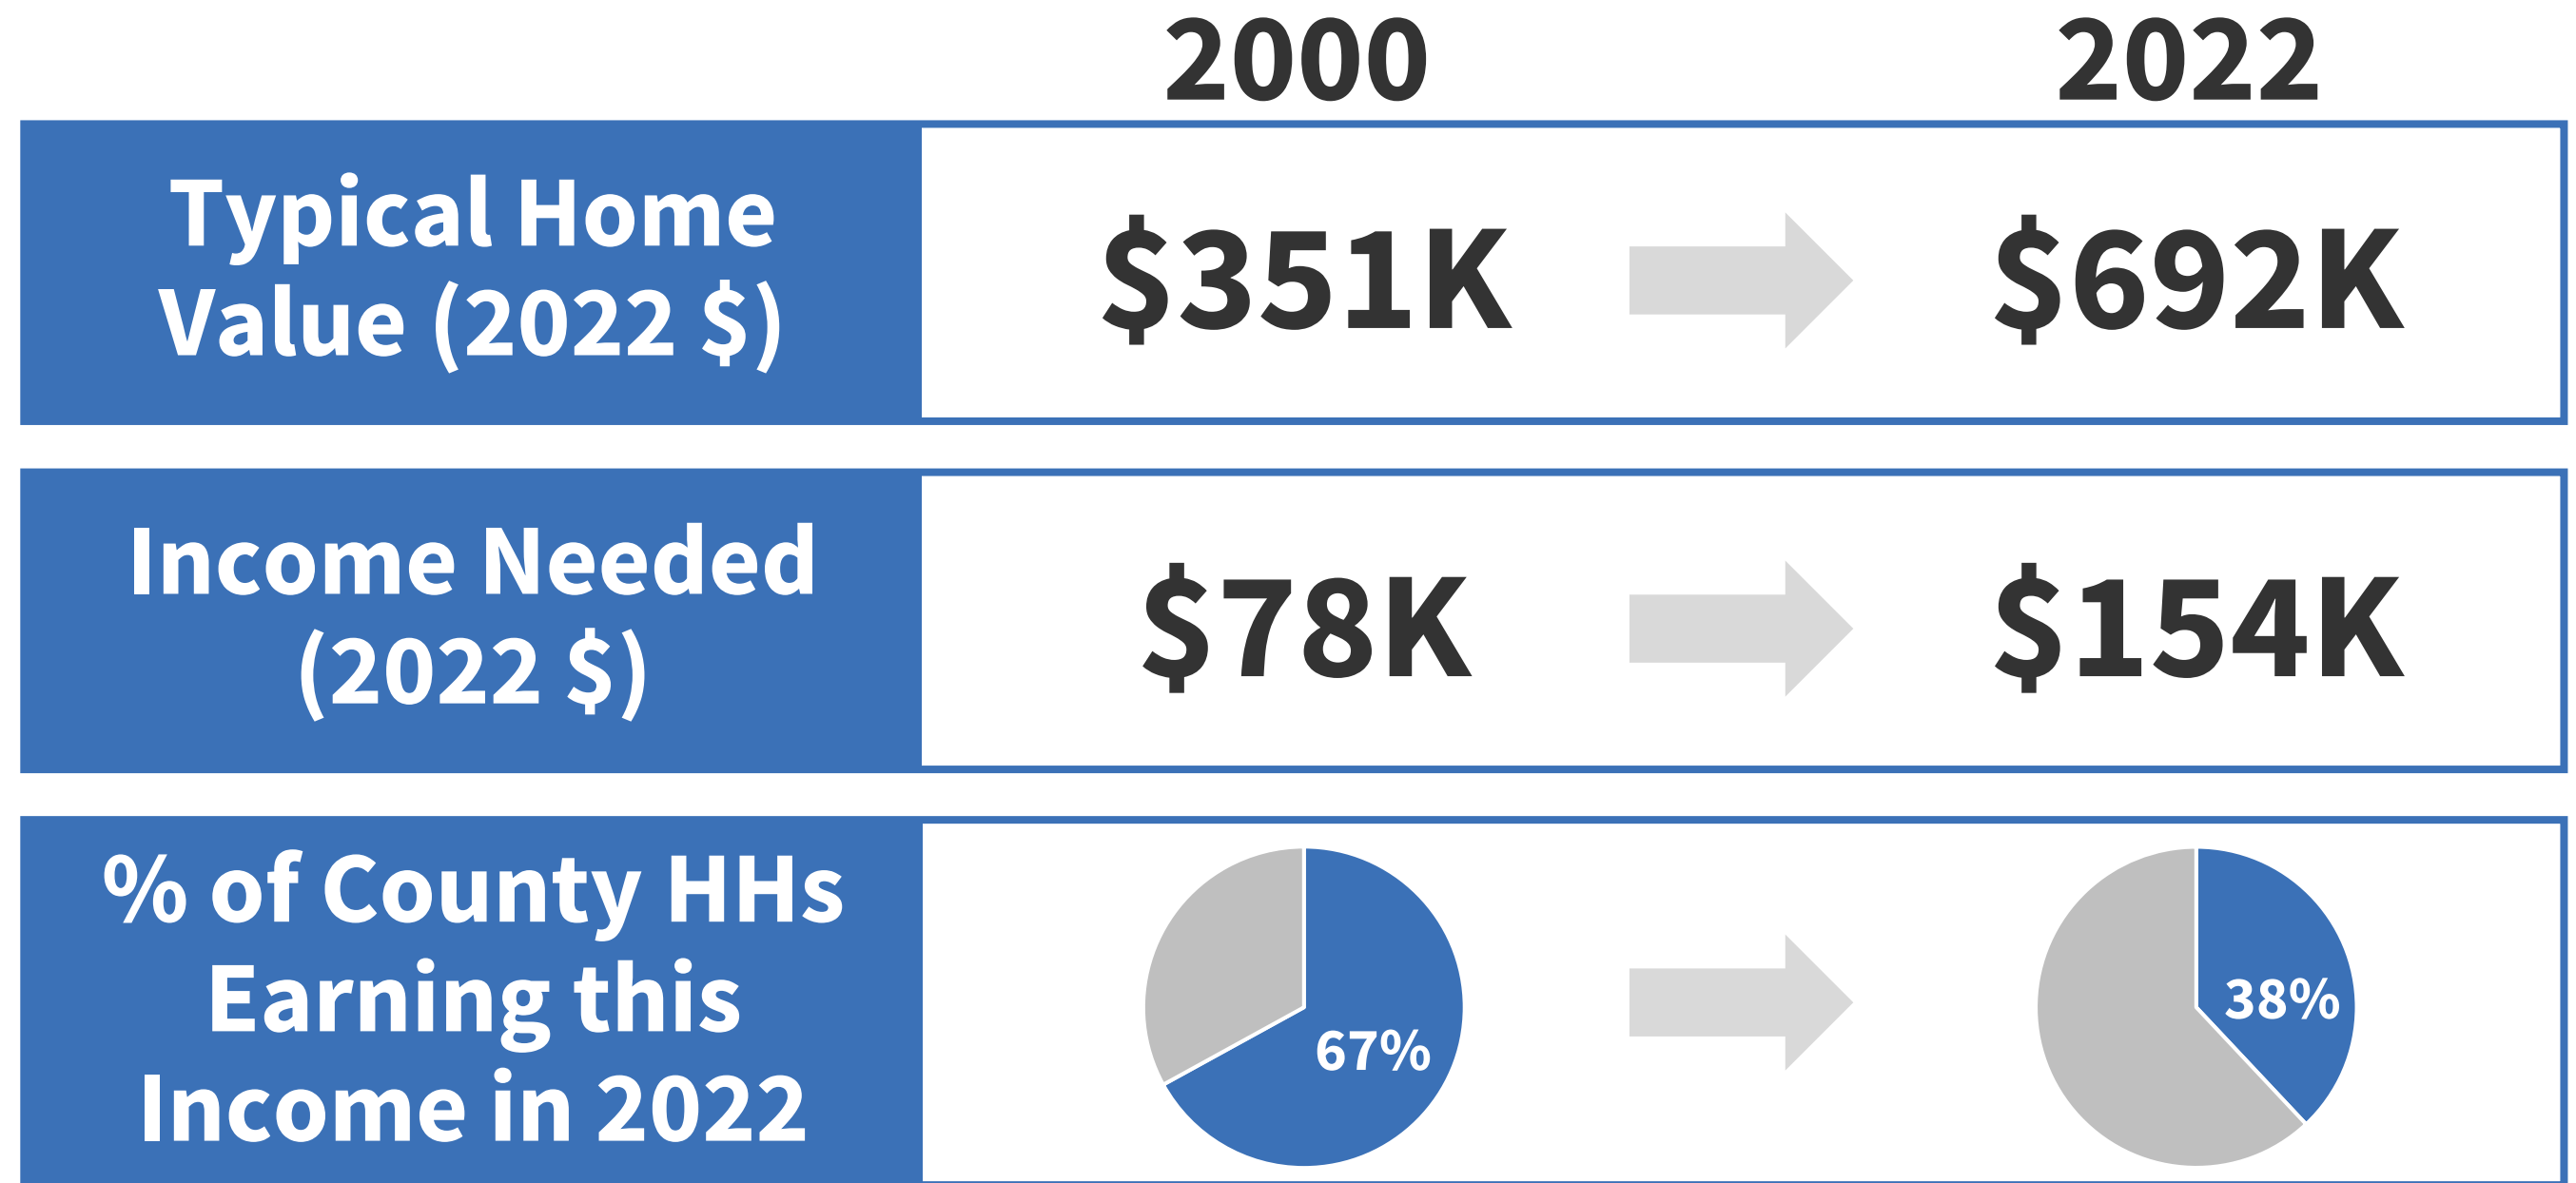 2000 2022
Typical Home
Value (2022 $)
$351K $692K
Income Needed
(2022 $)
$78K $154K
% of County HHs
Earning this
Income in 2022
67% 38%